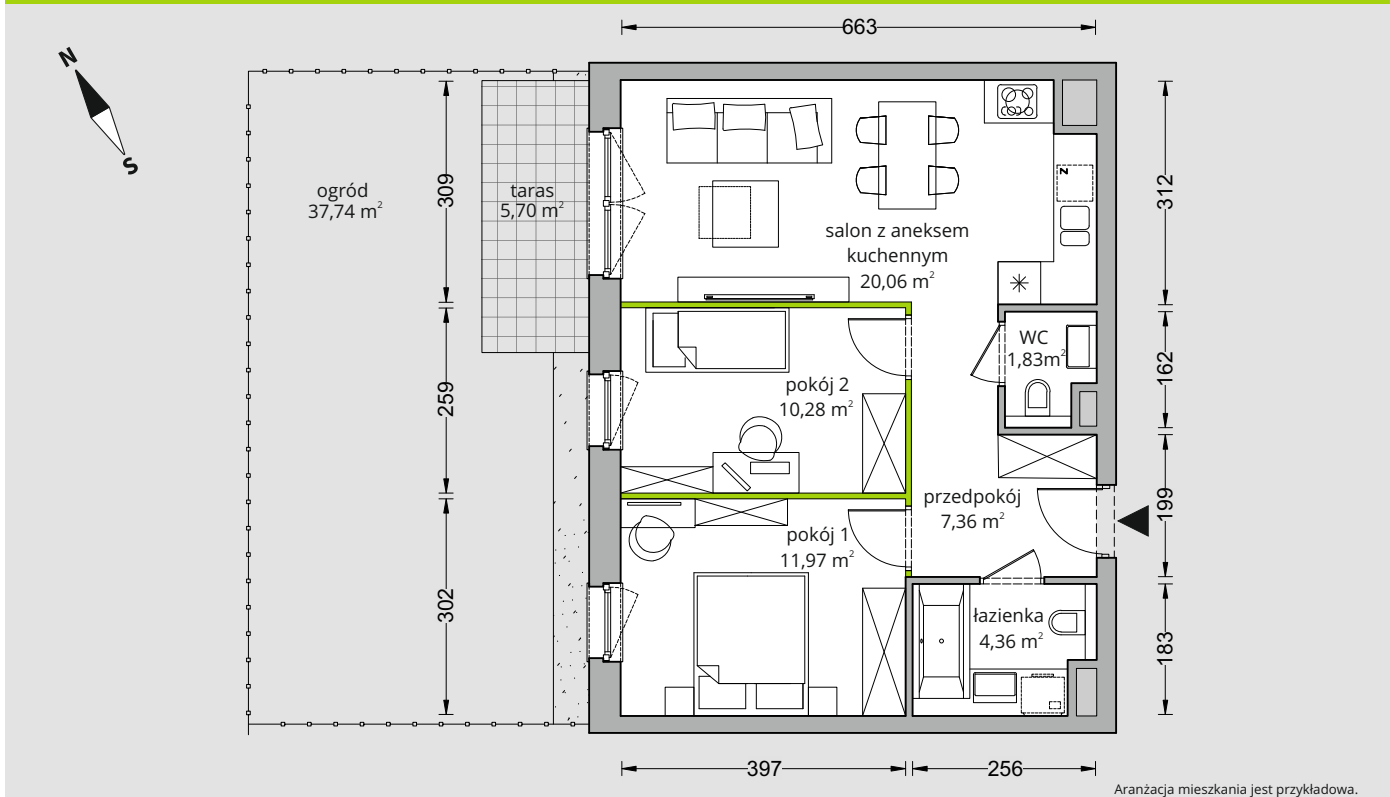 663
N
S
ogród
37,74 m²
309
taras
5,70 m²
salon z aneksem
kuchennym
20,06 m²
z
312
WC
1,83m²
162
259
pokój 2
10,28 m²
przedpokój
7,36 m²
199
pokój 1
11,97 m²
302
łazienka
4,36 m²
183
397
256
Aranżacja mieszkania jest przykładowa.